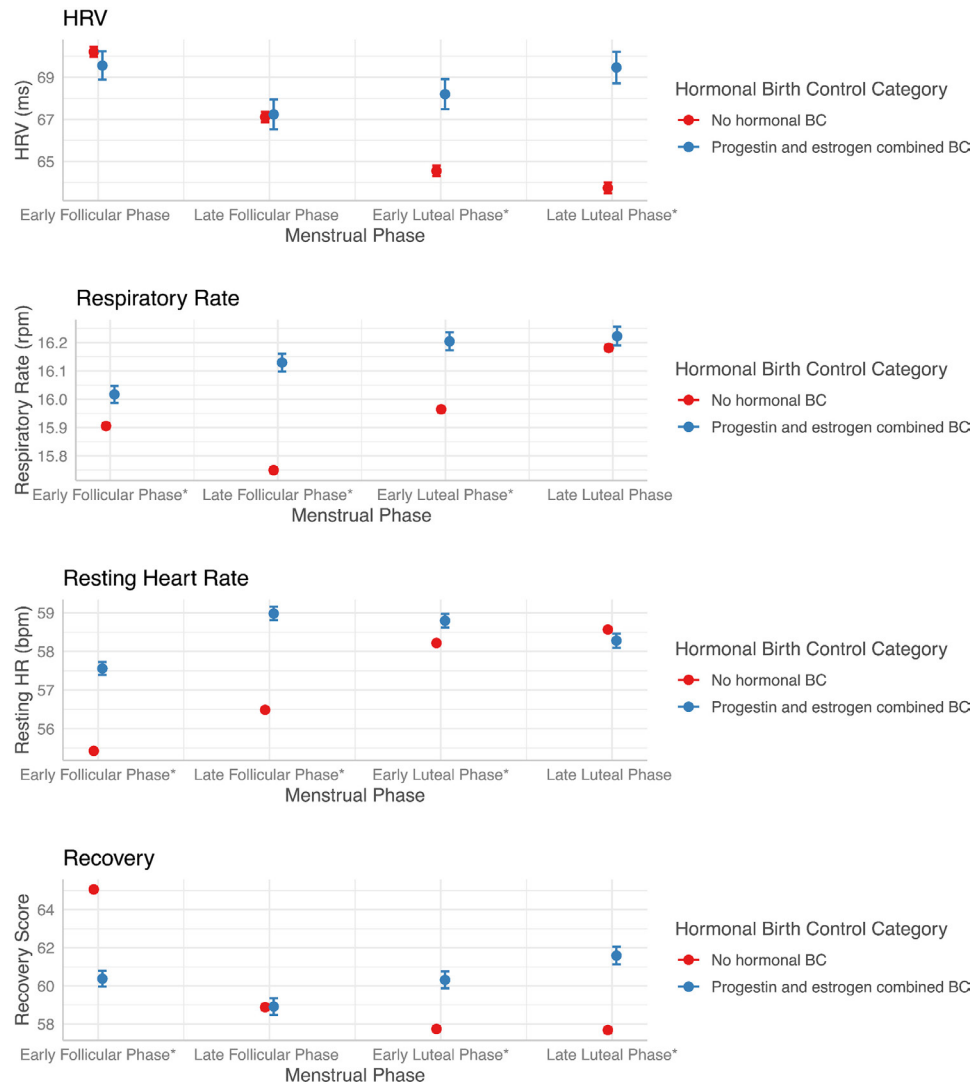 HRV
HRV (ms)
69
67
65
Early Follicular Phase Late Follicular Phase Early Luteal Phase* Late Luteal Phase*
Menstrual Phase
Hormonal Birth Control Category
No hormonal BC
Progestin and estrogen combined BC
Respiratory Rate
Respiratory Rate (rpm)
16.2
16.1
16.0
15.9
15.8
Early Follicular Phase* Late Follicular Phase* Early Luteal Phase* Late Luteal Phase
Menstrual Phase
Hormonal Birth Control Category
No hormonal BC
Progestin and estrogen combined BC
Resting Heart Rate
Resting HR (bpm)
59
58
57
56
Early Follicular Phase* Late Follicular Phase* Early Luteal Phase* Late Luteal Phase
Menstrual Phase
Hormonal Birth Control Category
No hormonal BC
Progestin and estrogen combined BC
Recovery
Recovery Score
64
62
60
58
Early Follicular Phase* Late Follicular Phase Early Luteal Phase* Late Luteal Phase*
Menstrual Phase
Hormonal Birth Control Category
No hormonal BC
Progestin and estrogen combined BC